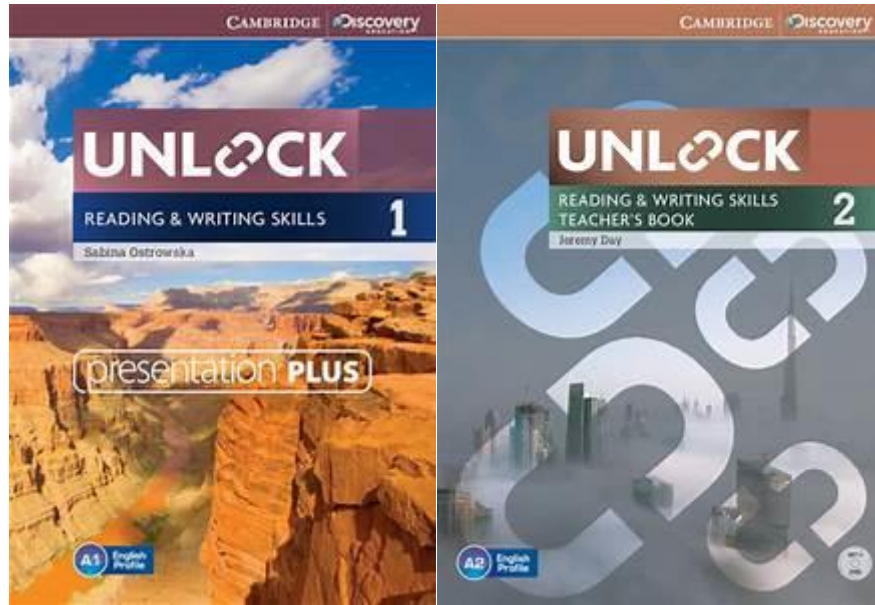 CAMBRIDGE Discovery EDUCATION
UNLOCK
READING & WRITING SKILLS 1
Sabina Ostrowska
presentation PLUS
A1 English Profile
CAMBRIDGE Discovery EDUCATION
UNLOCK
READING & WRITING SKILLS
TEACHER'S BOOK 2
Jeremy Day
A2 English Profile